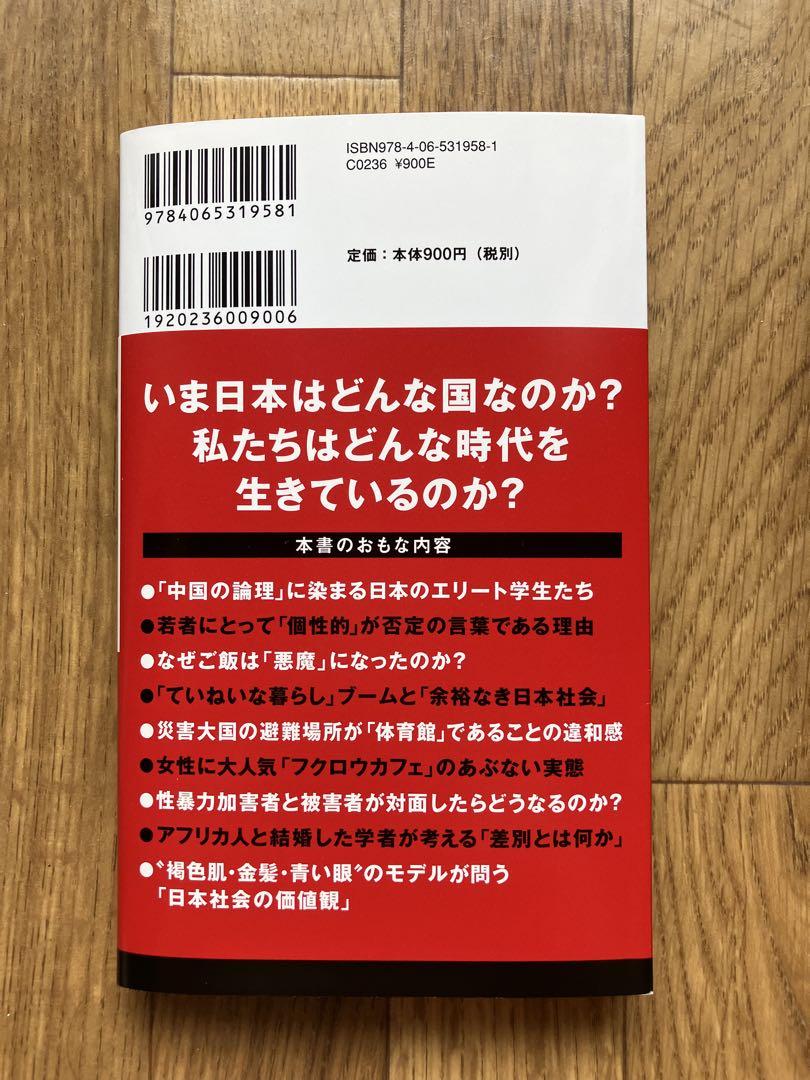 ISBN978-4-06-531958-1
C0236 ¥900E
9784065319581
定価：本体900円（税別）
1920236009006
いま日本はどんな国なのか？
私たちはどんな時代を
生きているのか？
本書のおもな内容
●「中国の論理」に染まる日本のエリート学生たち
●若者にとって「個性的」が否定の言葉である理由
●なぜご飯は「悪魔」になったのか？
●「ていねいな暮らし」ブームと「余裕なき日本社会」
●災害大国の避難場所が「体育館」であることの違和感
●女性に大人気「フクロウカフェ」のあぶない実態
●性暴力加害者と被害者が対面したらどうなるのか？
●アフリカ人と結婚した学者が考える「差別とは何か」
●〝褐色肌・金髪・青い眼〟のモデルが問う
「日本社会の価値観」